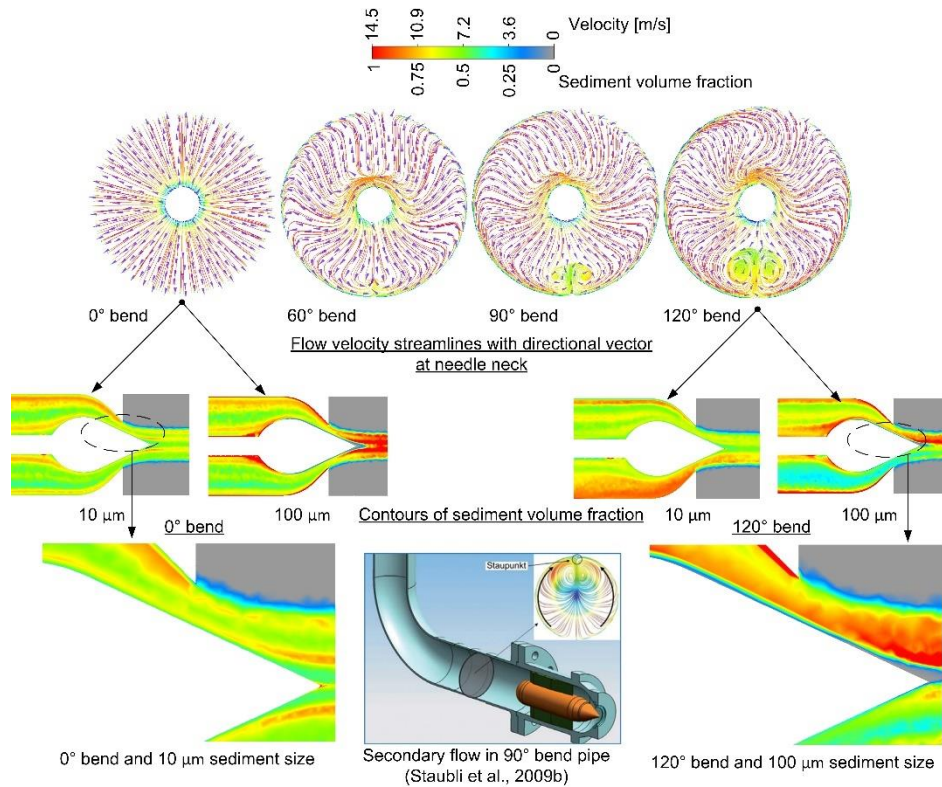 14.5
10.9
7.2
3.6
0
Velocity [m/s]
1
0.75
0.5
0.25
0
Sediment volume fraction
0° bend
60° bend
90° bend
120° bend
Flow velocity streamlines with directional vector
at needle neck
10 µm
100 µm
10 µm
100 µm
0° bend
Contours of sediment volume fraction
120° bend
Staupunkt
0° bend and 10 µm sediment size
Secondary flow in 90° bend pipe
(Staubli et al., 2009b)
120° bend and 100 µm sediment size